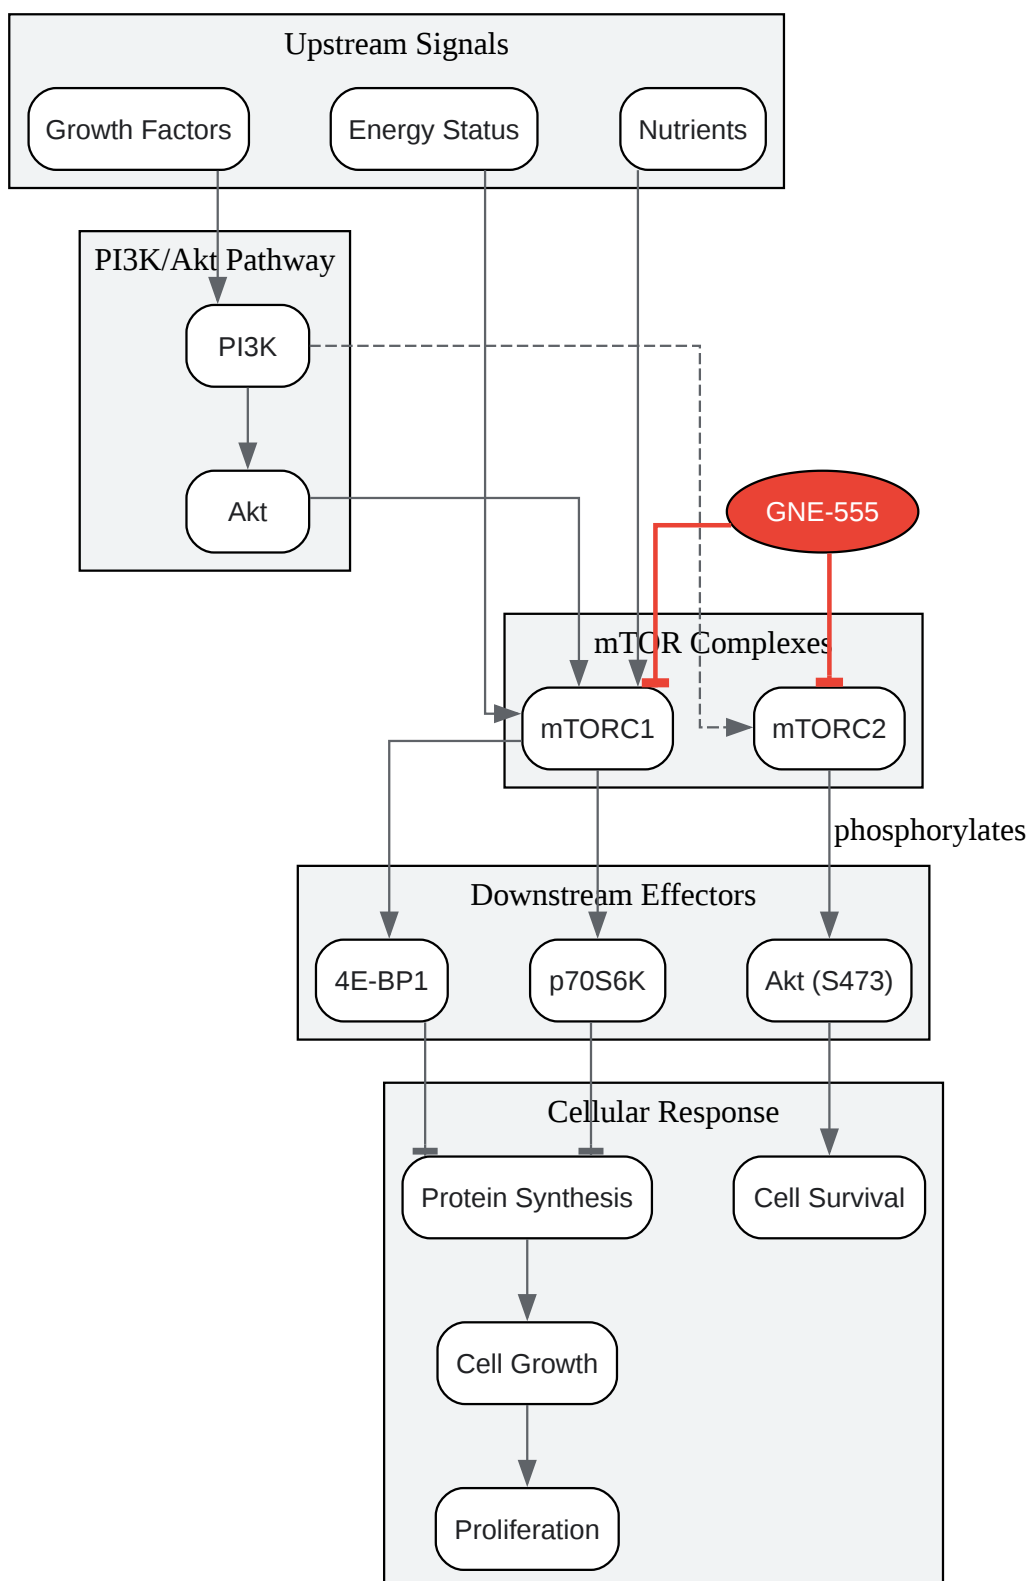 Upstream Signals
Growth Factors
Energy Status
Nutrients
PI3K/Akt Pathway
PI3K
Akt
GNE-555
mTOR Complexes
mTORC1
mTORC2
phosphorylates
Downstream Effectors
4E-BP1
p70S6K
Akt (S473)
Cellular Response
Protein Synthesis
Cell Survival
Cell Growth
Proliferation